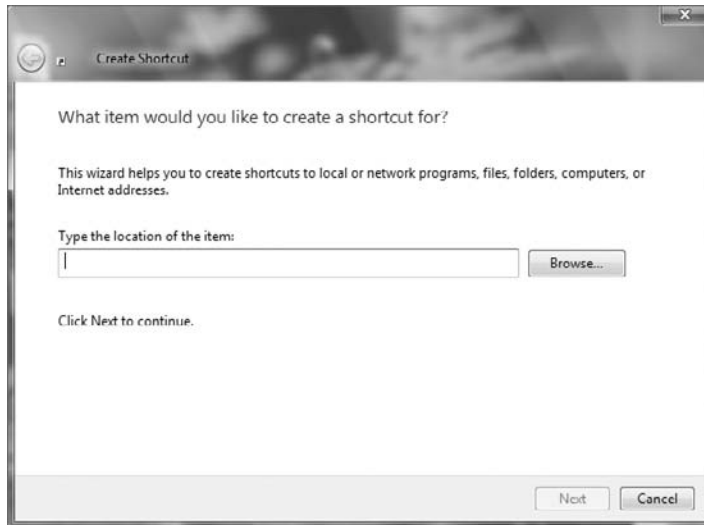 Create Shortcut
What item would you like to create a shortcut for?
This wizard helps you to create shortcuts to local or network programs, files, folders, computers, or
Internet addresses.
Type the location of the item:
Browse...
Click Next to continue.
Next
Cancel